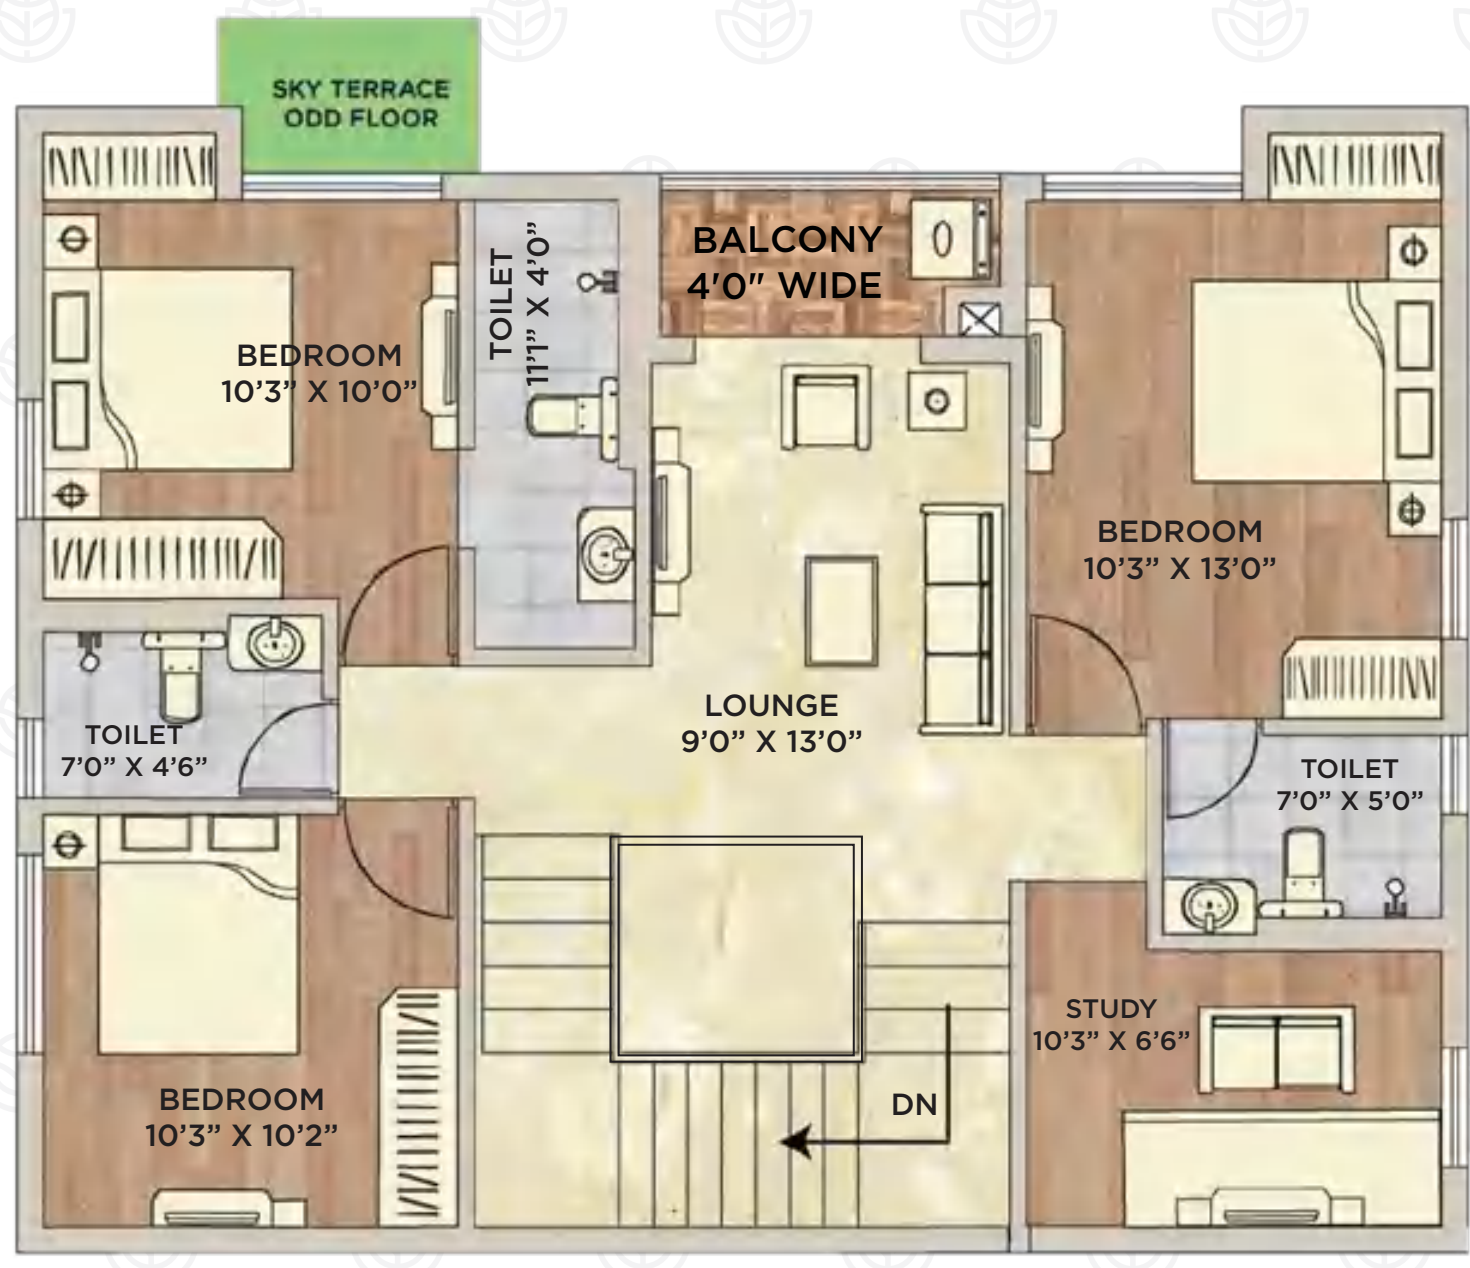 SKY TERRACE
ODD FLOOR
BALCONY
4'0" WIDE
TOILET
11'1” X 4’0”
BEDROOM
10’3” X 10’0”
BEDROOM
10’3” X 13’0”
LOUNGE
9’0” X 13’0”
TOILET
7’0” X 4’6”
TOILET
7’0” X 5’0”
STUDY
10’3” X 6’6”
BEDROOM
10’3” X 10’2”
DN